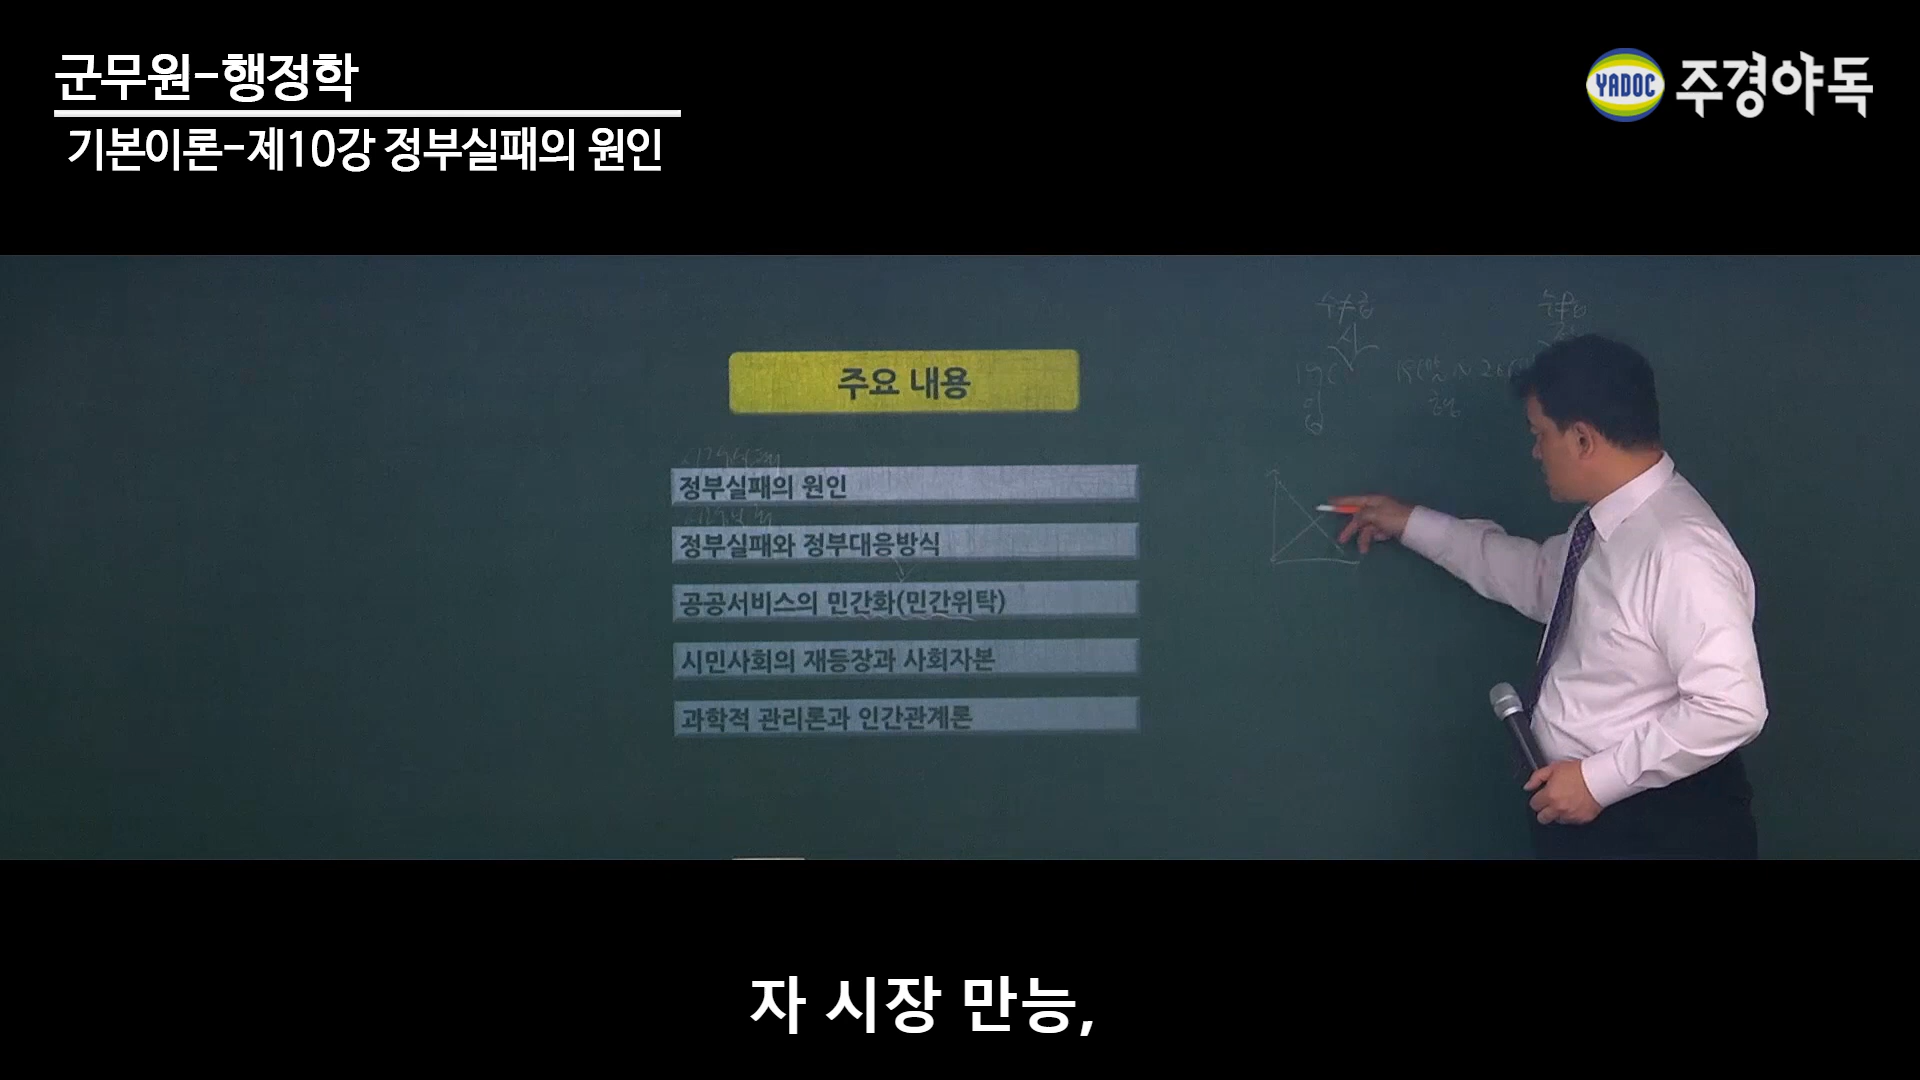 군무원-행정학
기본이론-제10강 정부실패의 원인
YADOC 주경야독
주요 내용
정부실패의 원인
정부실패와 정부대응방식
공공서비스의 민간화(민간위탁)
시민사회의 재등장과 사회자본
과학적 관리론과 인간관계론
자 시장 만능,